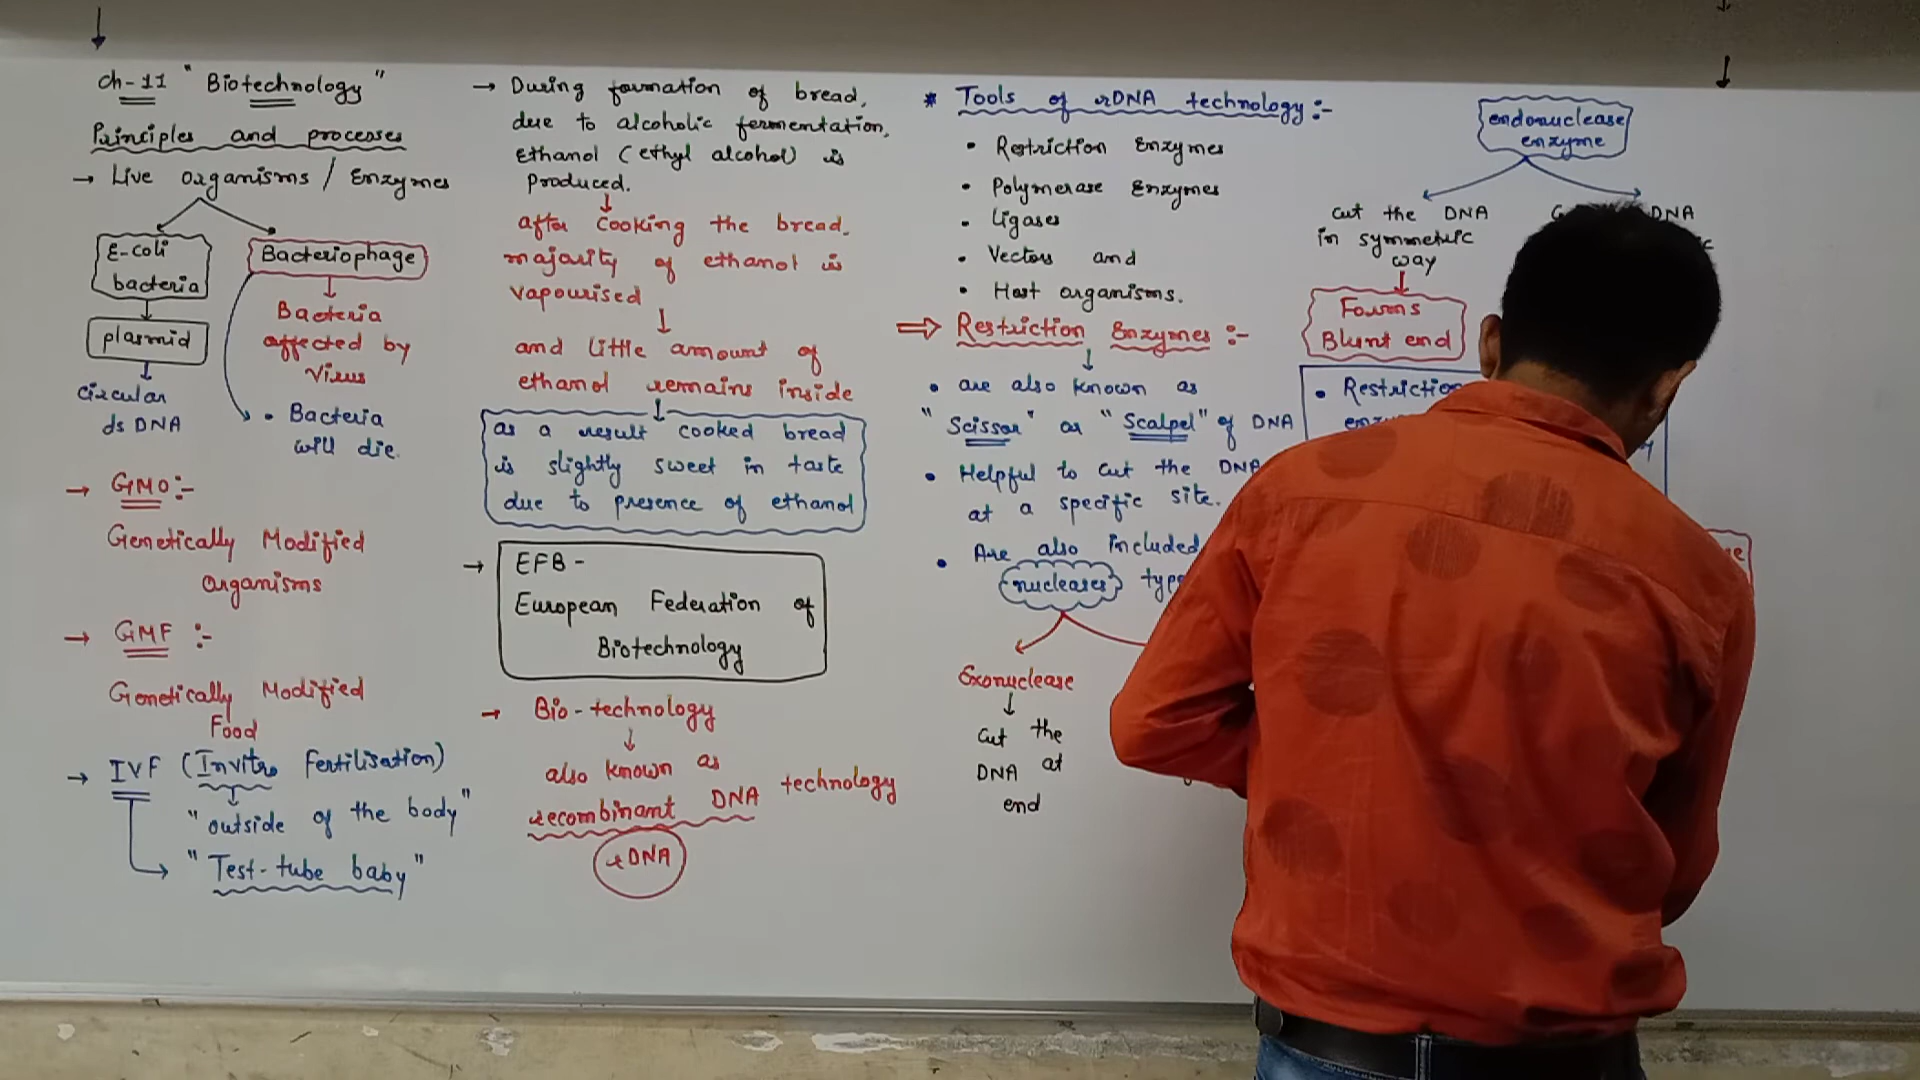 ch-11 "Biotechnology"
Principles and processes
→ Live organisms / Enzymes
E-coli
bacteria
plasmid
Circular
ds DNA
Bacteriophage
Bacteria
affected by
virus
• Bacteria
will die.
→ GMO:-
Genetically Modified
Organisms
→ GMF :-
Genetically Modified
Food
→ IVF (Invitro Fertilisation)
"outside of the body"
"Test-tube baby"
→ During formation of bread,
due to alcoholic fermentation,
Ethanol (ethyl alcohol) is
produced.
after cooking the bread,
majority of ethanol is
vapourised
and little amount of
ethanol remains inside
as a result cooked bread
is slightly sweet in taste
due to presence of ethanol
→ EFB -
European Federation of
Biotechnology
→ Bio-technology
also known as
recombinant DNA technology
rDNA
* Tools of rDNA technology:-
• Restriction Enzymes
• Polymerase Enzymes
• Ligases
• Vectors and
• Host organisms.
⇒ Restriction Enzymes :-
• are also known as
"Scissor" or "Scalpel" of DNA
• Helpful to cut the DNA
at a specific site.
• Are also included
nucleases
Exonuclease
Cut the
DNA at
end
endonuclease
enzyme
cut the DNA
in symmetric
way
Forms
Blunt end
DNA
• Restriction